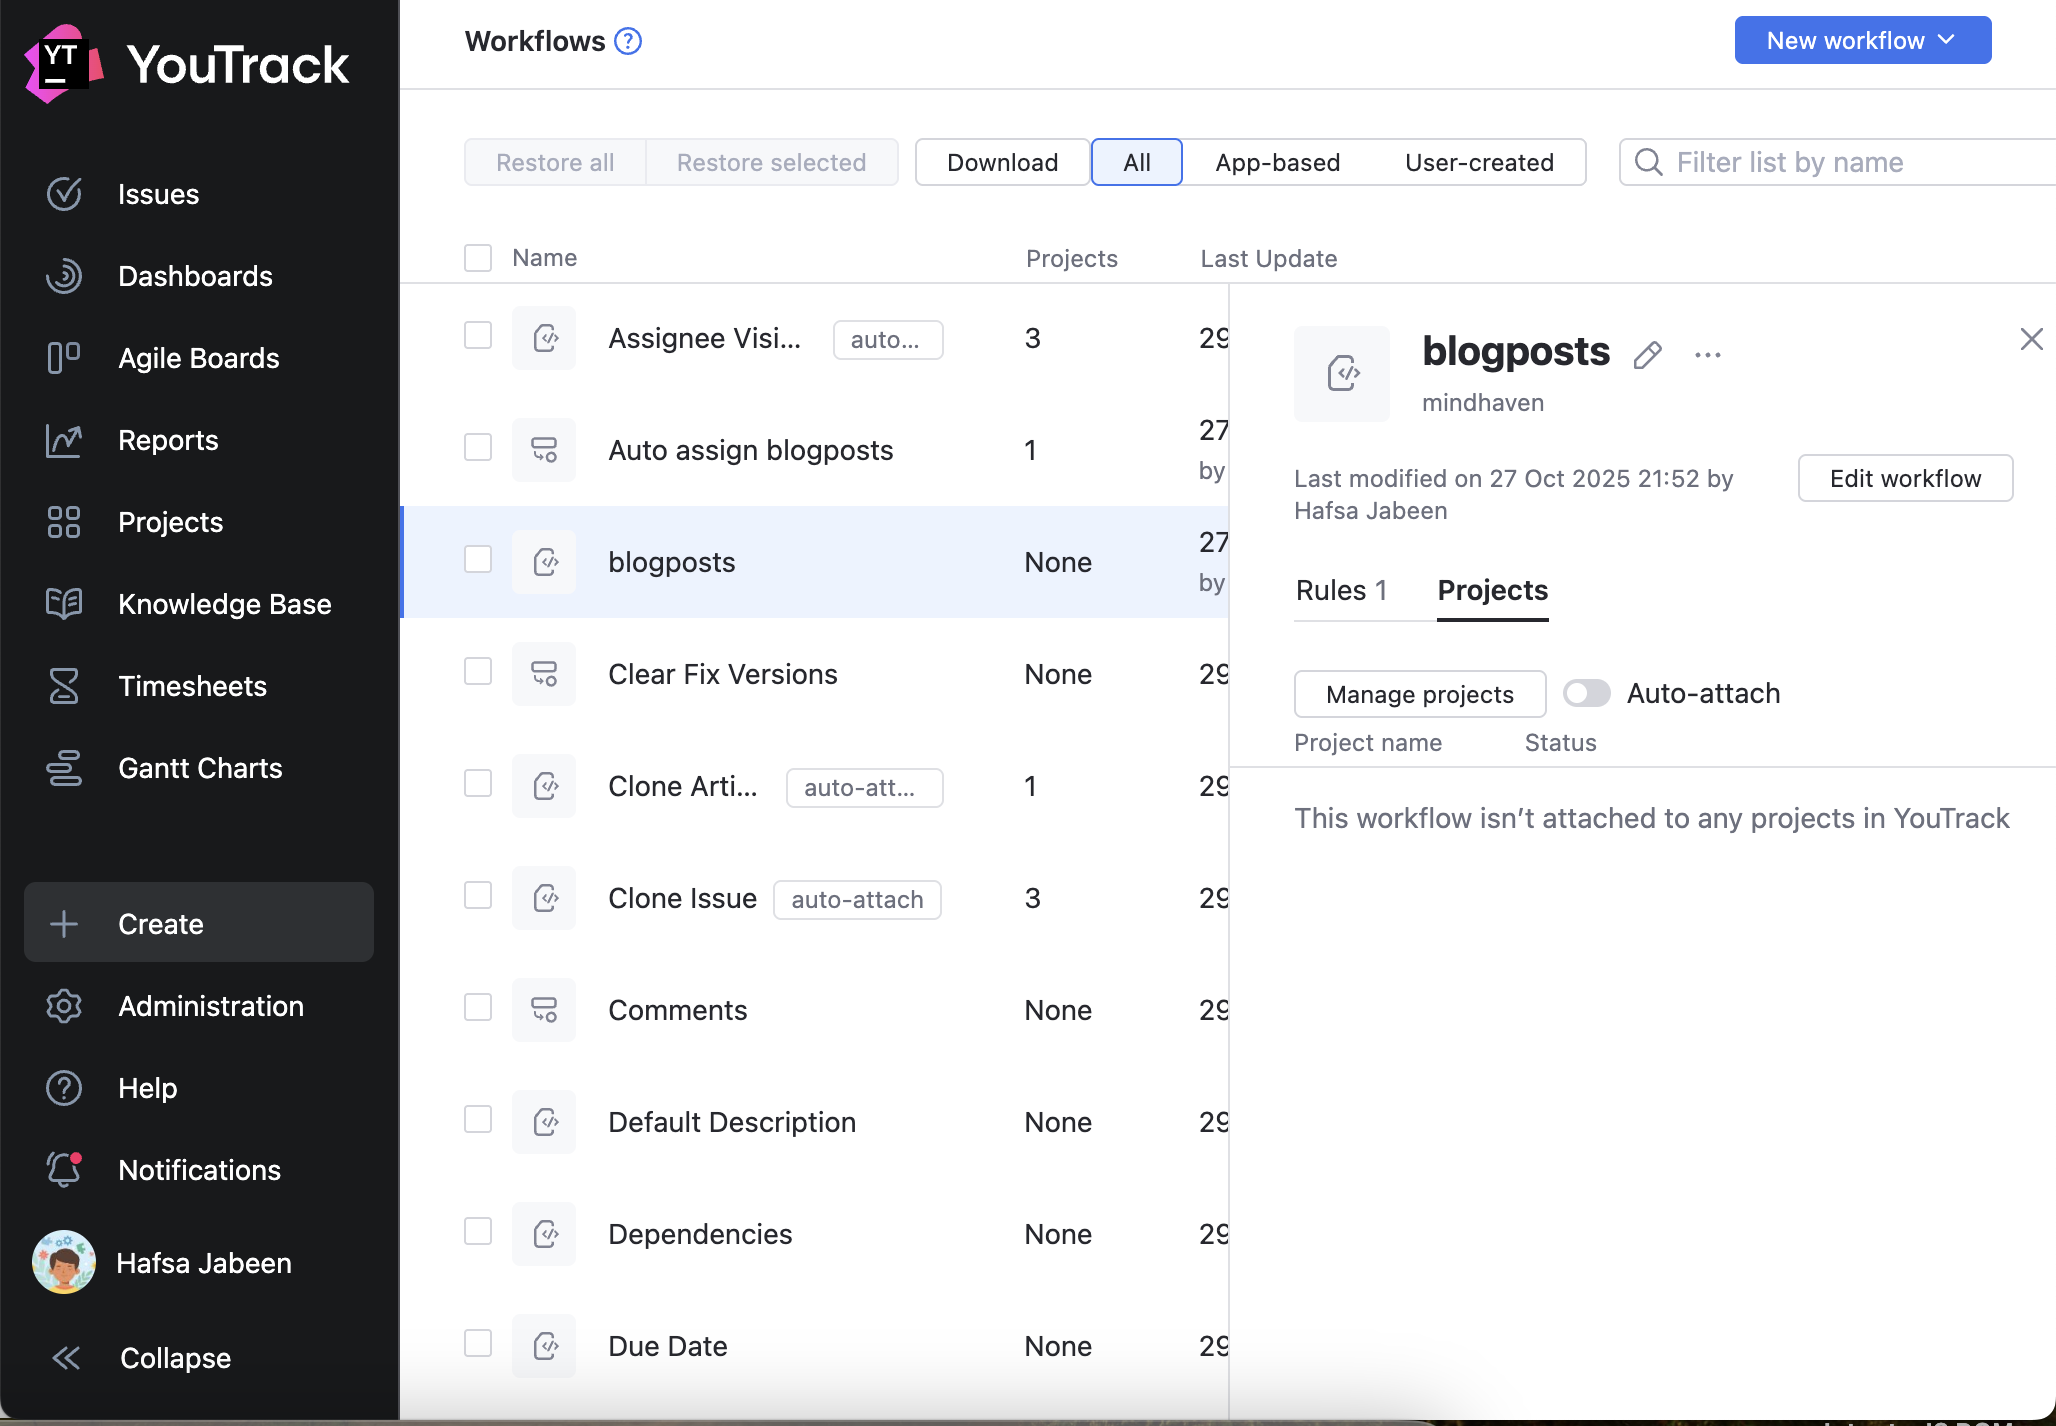 YT
YouTrack
Issues
Dashboards
Agile Boards
Reports
Projects
Knowledge Base
Timesheets
Gantt Charts
Create
Administration
Help
Notifications
Hafsa Jabeen
Collapse
Workflows ?
New workflow
Restore all Restore selected Download All App-based User-created Filter list by name
Name Projects Last Update
Assignee Visi... auto... 3 29
Auto assign blogposts 1 27
by
blogposts None 27
by
Clear Fix Versions None 29
Clone Arti... auto-att... 1 29
Clone Issue auto-attach 3 29
Comments None 29
Default Description None 29
Dependencies None 29
Due Date None 29
blogposts
mindhaven
Last modified on 27 Oct 2025 21:52 by
Hafsa Jabeen
Edit workflow
Rules 1 Projects
Manage projects Auto-attach
Project name Status
This workflow isn’t attached to any projects in YouTrack